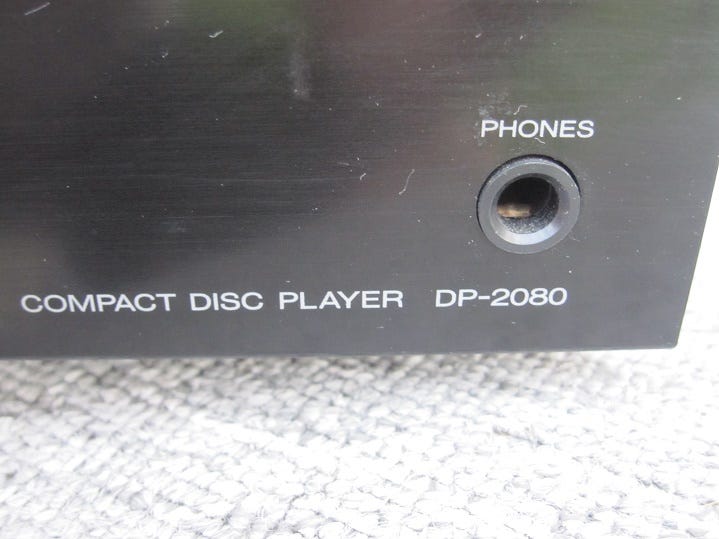 PHONES
COMPACT DISC PLAYER DP-2080